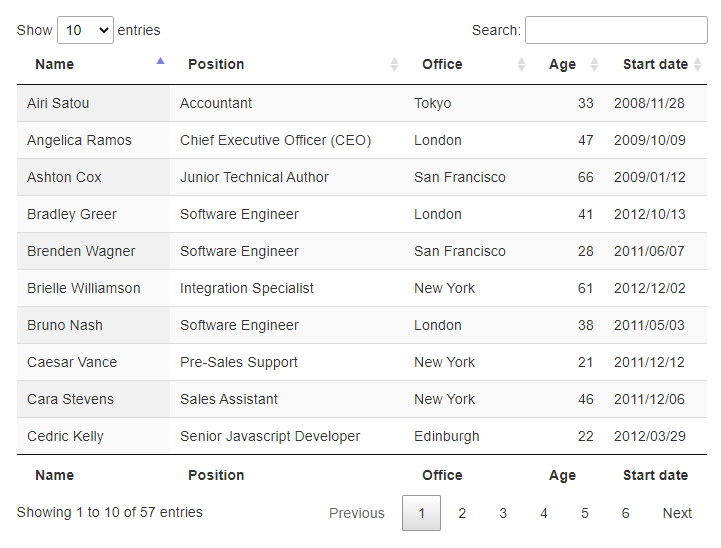 Show 10 entries Search:
Name Position Office Age Start date
Airi Satou Accountant Tokyo 33 2008/11/28
Angelica Ramos Chief Executive Officer (CEO) London 47 2009/10/09
Ashton Cox Junior Technical Author San Francisco 66 2009/01/12
Bradley Greer Software Engineer London 41 2012/10/13
Brenden Wagner Software Engineer San Francisco 28 2011/06/07
Brielle Williamson Integration Specialist New York 61 2012/12/02
Bruno Nash Software Engineer London 38 2011/05/03
Caesar Vance Pre-Sales Support New York 21 2011/12/12
Cara Stevens Sales Assistant New York 46 2011/12/06
Cedric Kelly Senior Javascript Developer Edinburgh 22 2012/03/29
Name Position Office Age Start date
Showing 1 to 10 of 57 entries Previous 1 2 3 4 5 6 Next